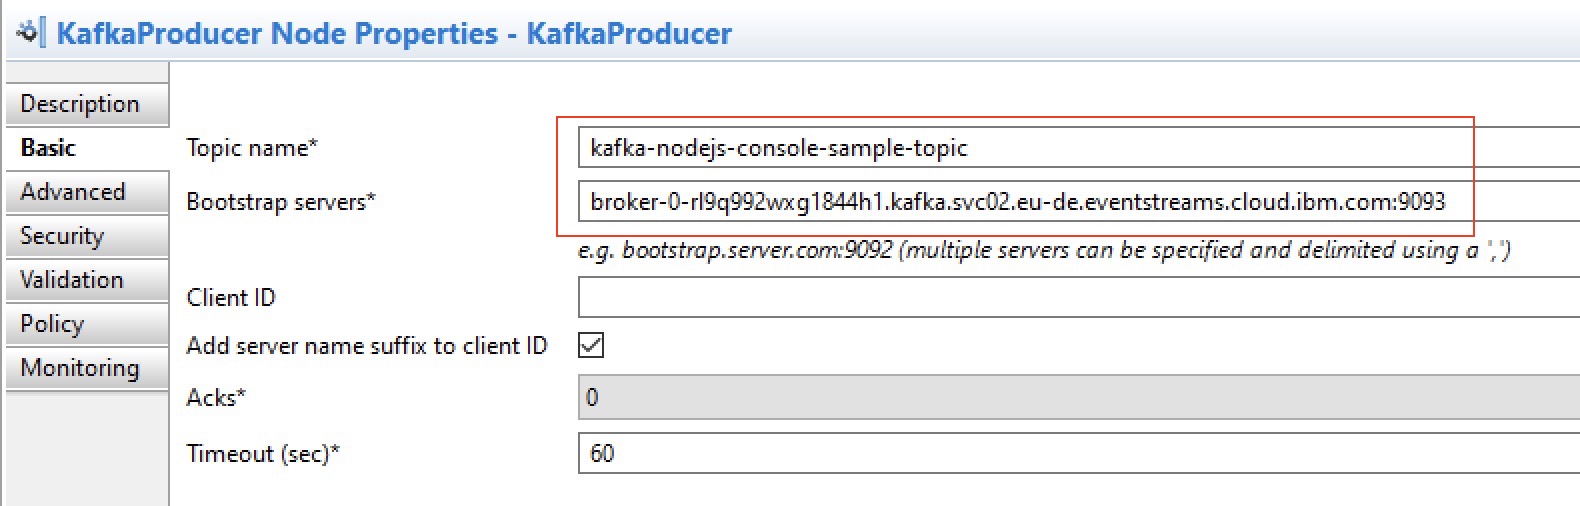 KafkaProducer Node Properties - KafkaProducer
Description
Basic
Advanced
Security
Validation
Policy
Monitoring
Topic name*
kafka-nodejs-console-sample-topic
Bootstrap servers*
broker-0-rl9q992wxg1844h1.kafka.svc02.eu-de.eventstreams.cloud.ibm.com:9093
e.g. bootstrap.server.com:9092 (multiple servers can be specified and delimited using a ',')
Client ID
Add server name suffix to client ID
Acks*
0
Timeout (sec)*
60